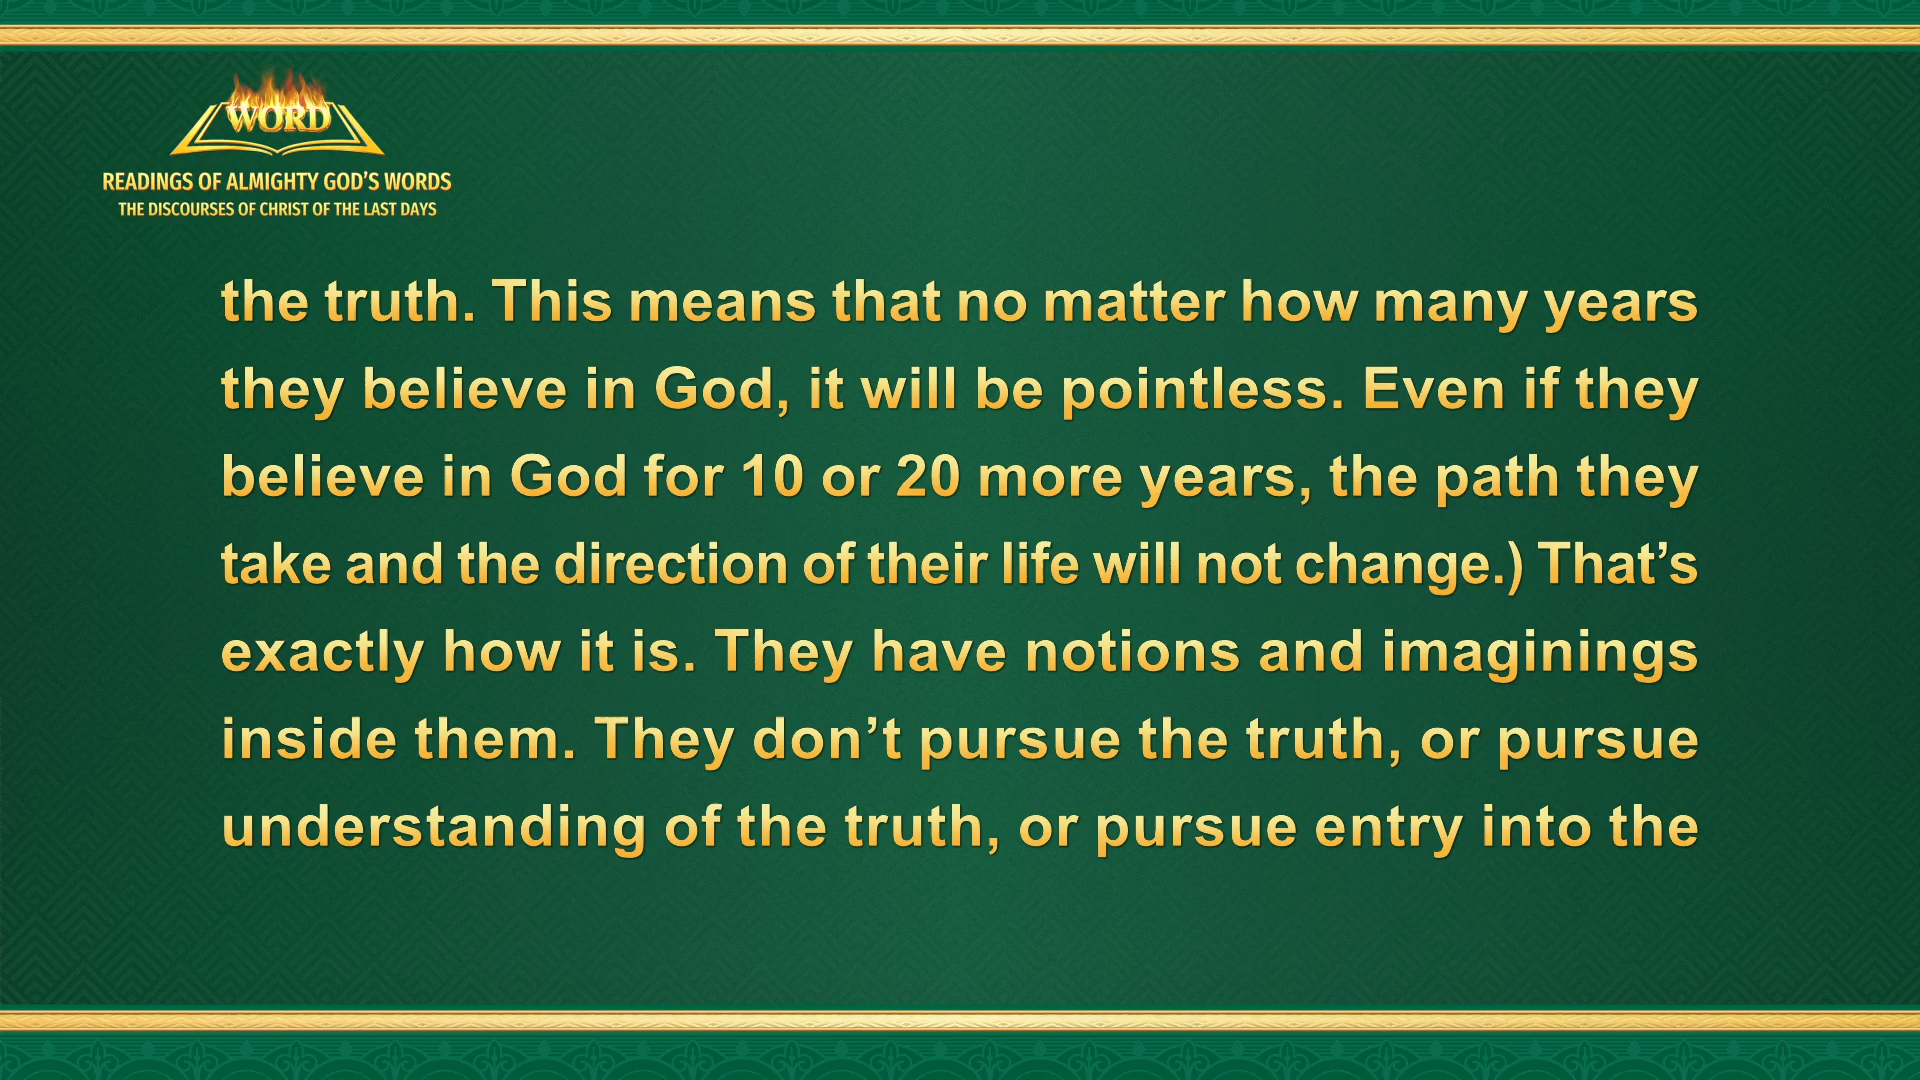 WORD
READINGS OF ALMIGHTY GOD'S WORDS
THE DISCOURSES OF CHRIST OF THE LAST DAYS
the truth. This means that no matter how many years
they believe in God, it will be pointless. Even if they
believe in God for 10 or 20 more years, the path they
take and the direction of their life will not change.) That’s
exactly how it is. They have notions and imaginings
inside them. They don’t pursue the truth, or pursue
understanding of the truth, or pursue entry into the